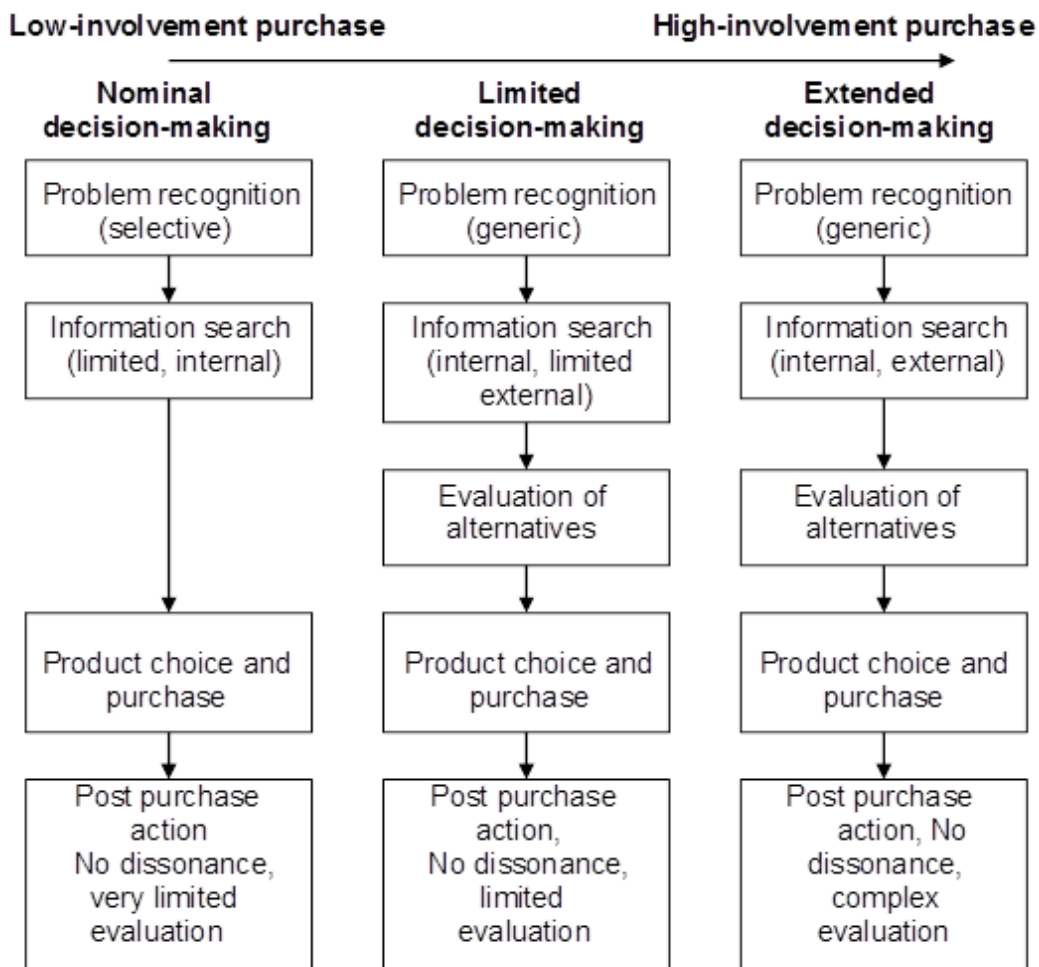 Low-involvement purchase
High-involvement purchase
Nominal
decision-making
Limited
decision-making
Extended
decision-making
Problem recognition
(selective)
Problem recognition
(generic)
Problem recognition
(generic)
Information search
(limited, internal)
Information search
(internal, limited
external)
Information search
(internal, external)
Evaluation of
alternatives
Evaluation of
alternatives
Product choice and
purchase
Product choice and
purchase
Product choice and
purchase
Post purchase
action
No dissonance,
very limited
evaluation
Post purchase
action,
No dissonance,
limited
evaluation
Post purchase
action, No
dissonance,
complex
evaluation